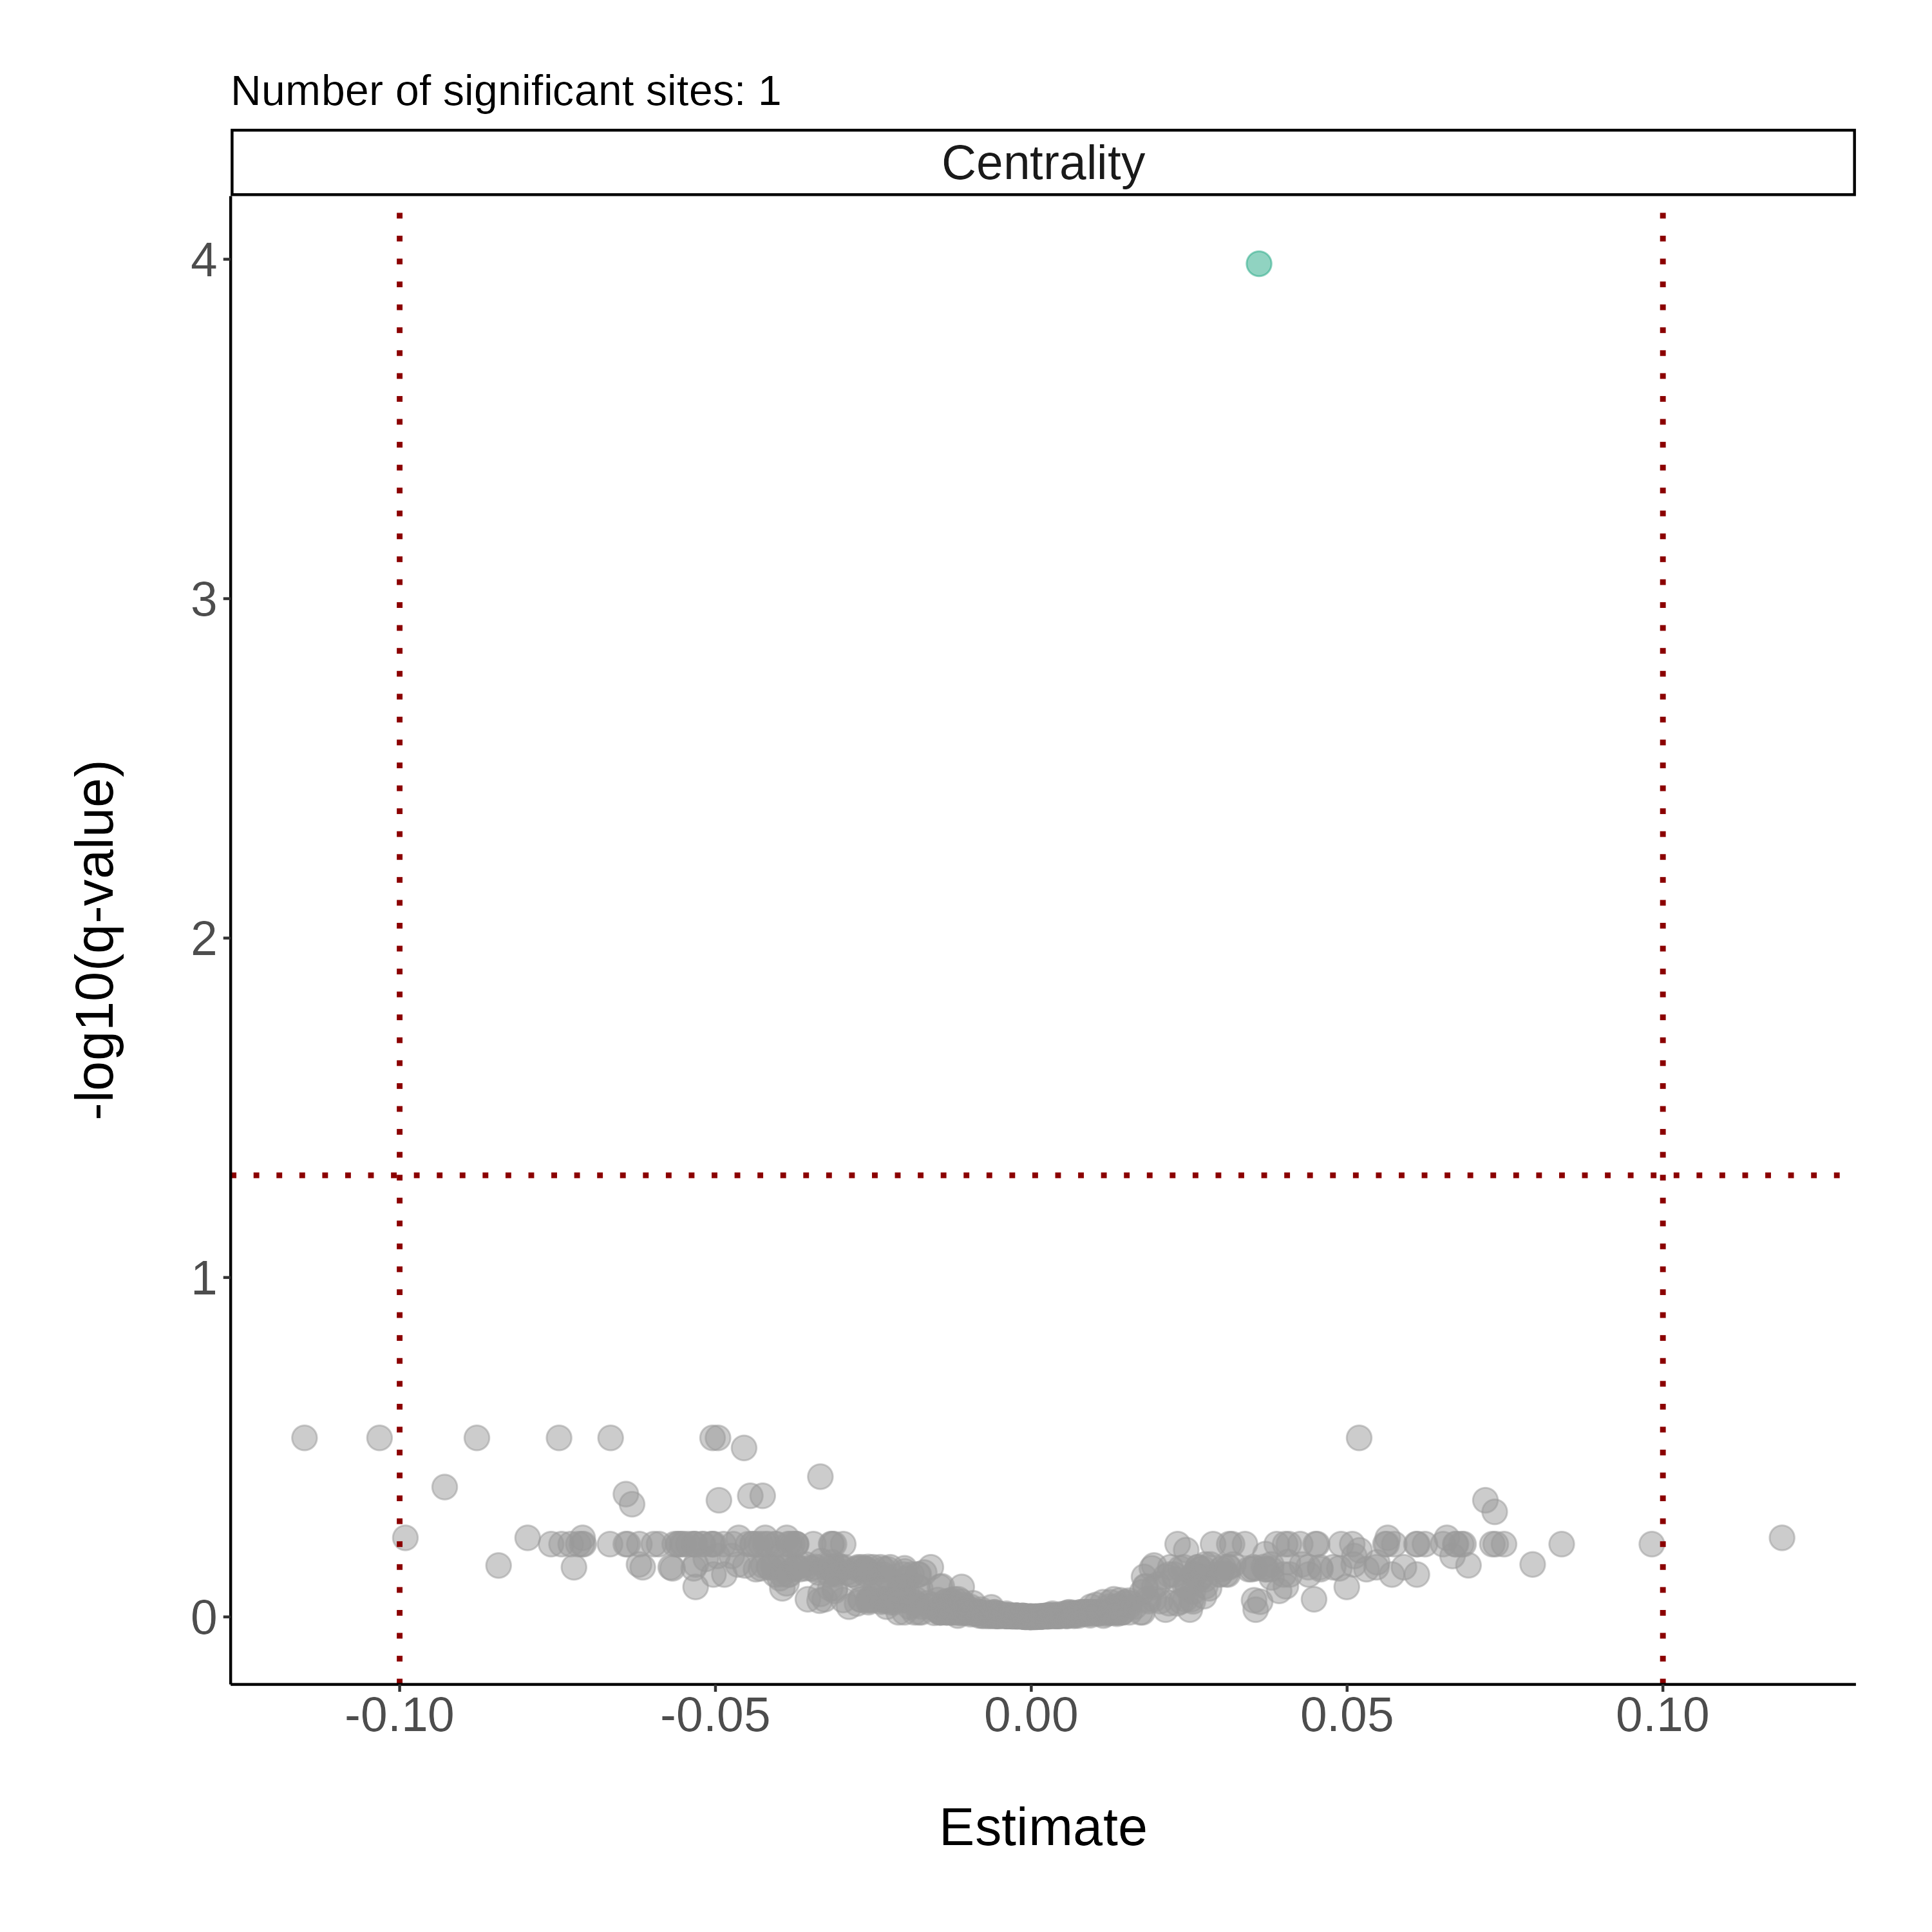 Number of significant sites: 1
Centrality
4
3
2
1
0
-log10(q-value)
-0.10 -0.05 0.00 0.05 0.10
Estimate